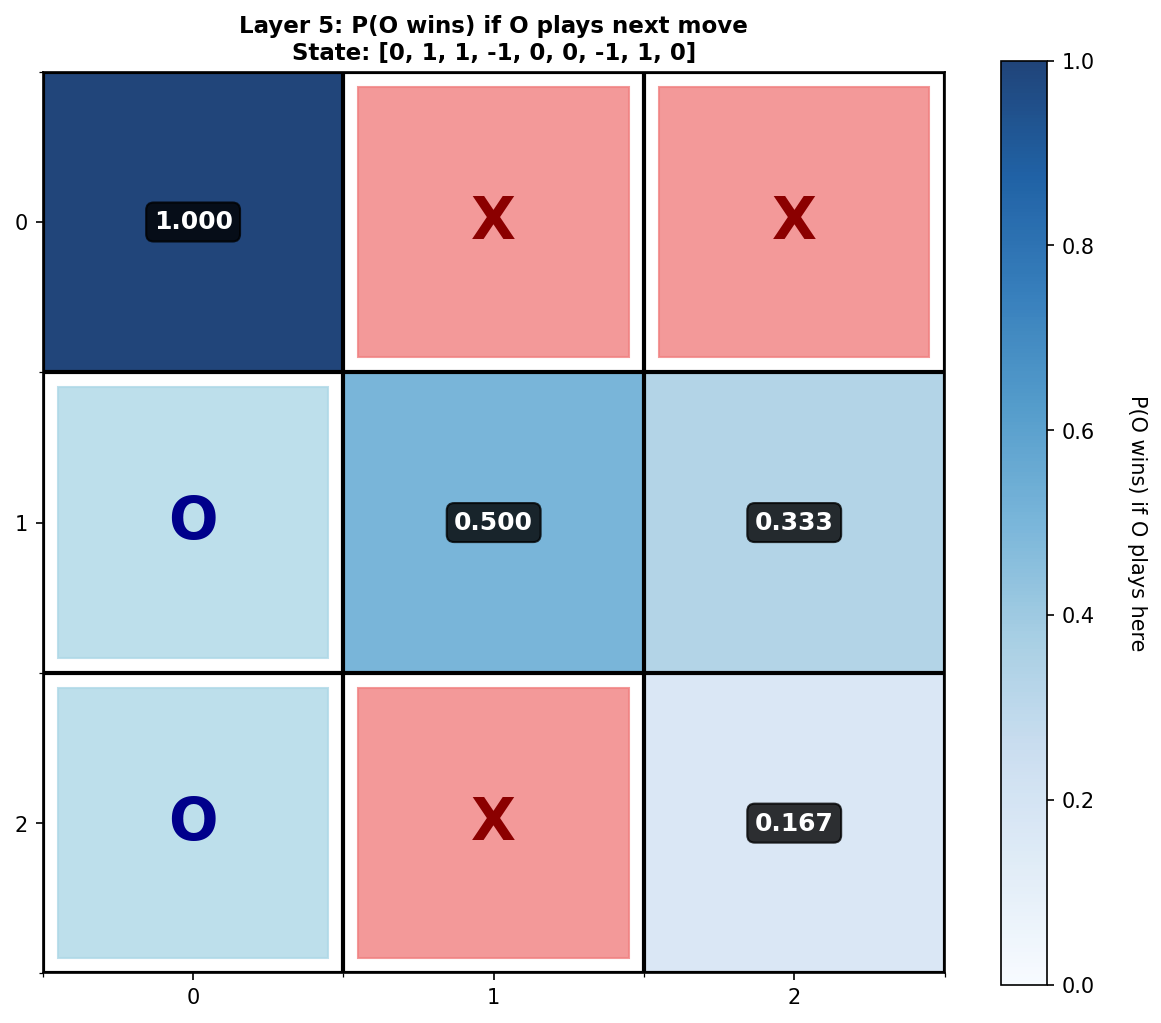 Layer 5: P(O wins) if O plays next move
State: [0, 1, 1, -1, 0, 0, -1, 1, 0]
0
1.000
X
X
1
O
0.500
0.333
2
O
X
0.167
0
1
2
1.0
0.8
0.6
0.4
0.2
0.0
P(O wins) if O plays here